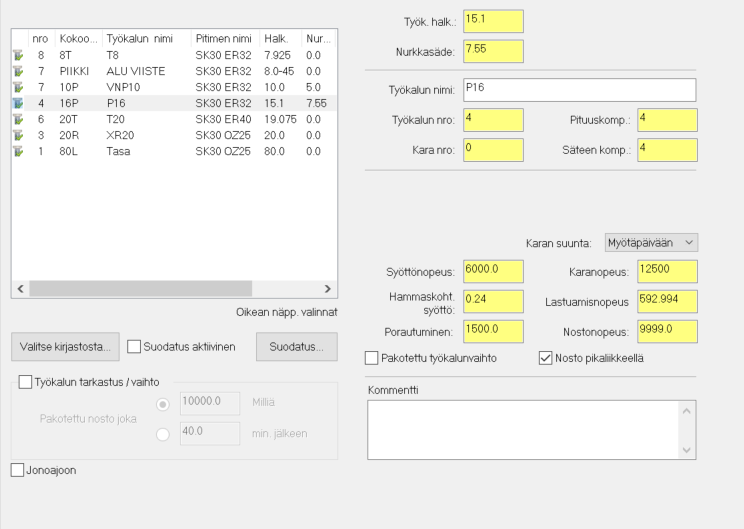 nro Kokoo... Työkalun nimi Pitimen nimi Halk. Nur...
8 8T T8 SK30 ER32 7.925 0.0
7 PIIKKI ALU VIISTE SK30 ER32 8.0-45 0.0
7 10P VNP10 SK30 ER32 10.0 5.0
4 16P P16 SK30 ER32 15.1 7.55
6 20T T20 SK30 ER40 19.075 0.0
3 20R XR20 SK30 OZ25 20.0 0.0
1 80L Tasa SK30 OZ25 80.0 0.0
Oikean näpp. valinnat
Valitse kirjastosta... Suodatus aktiivinen Suodatus...
Työkalun tarkastus / vaihto
Pakotettu nosto joka
10000.0 Milliä
40.0 min. jälkeen
Jonoajoon
Työk. halk.: 15.1
Nurkkasäde: 7.55
Työkalun nimi: P16
Työkalun nro: 4 Pituuskomp.: 4
Kara nro: 0 Säteen komp.: 4
Karan suunta: Myötäpäivään
Syöttönopeus: 6000.0 Karanopeus: 12500
Hammaskoht. syöttö: 0.24 Lastuamisnopeus 592.994
Porautuminen: 1500.0 Nostonopeus: 9999.0
Pakotettu työkalunvaihto Nosto pikaliikkeellä
Kommentti